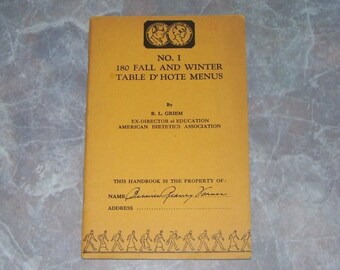 NO. 1
180 FALL AND WINTER
TABLE D'HOTE MENUS
By
B. L. GRIEM
EX-DIRECTOR of EDUCATION
AMERICAN DIETETICS ASSOCIATION
THIS HANDBOOK IS THE PROPERTY OF:
NAME
ADDRESS